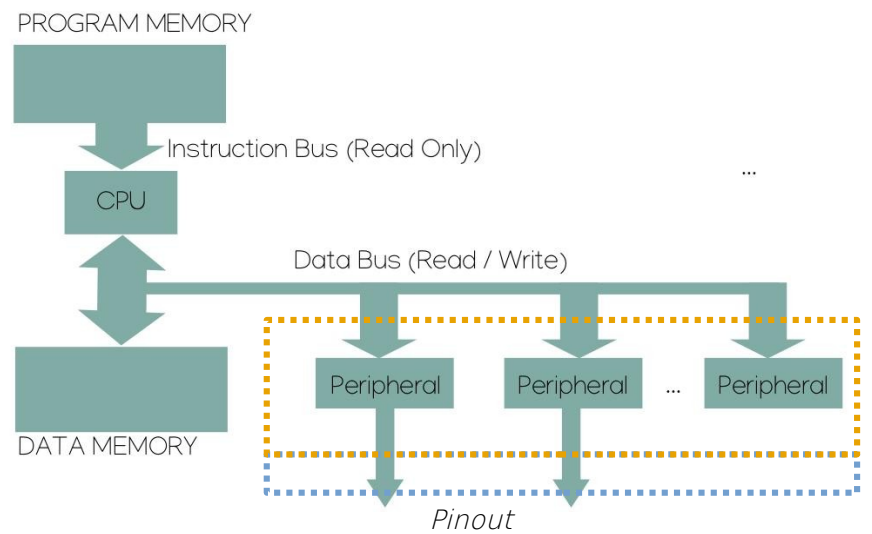 PROGRAM MEMORY
Instruction Bus (Read Only)
...
CPU
Data Bus (Read / Write)
Peripheral
Peripheral
...
Peripheral
DATA MEMORY
Pinout